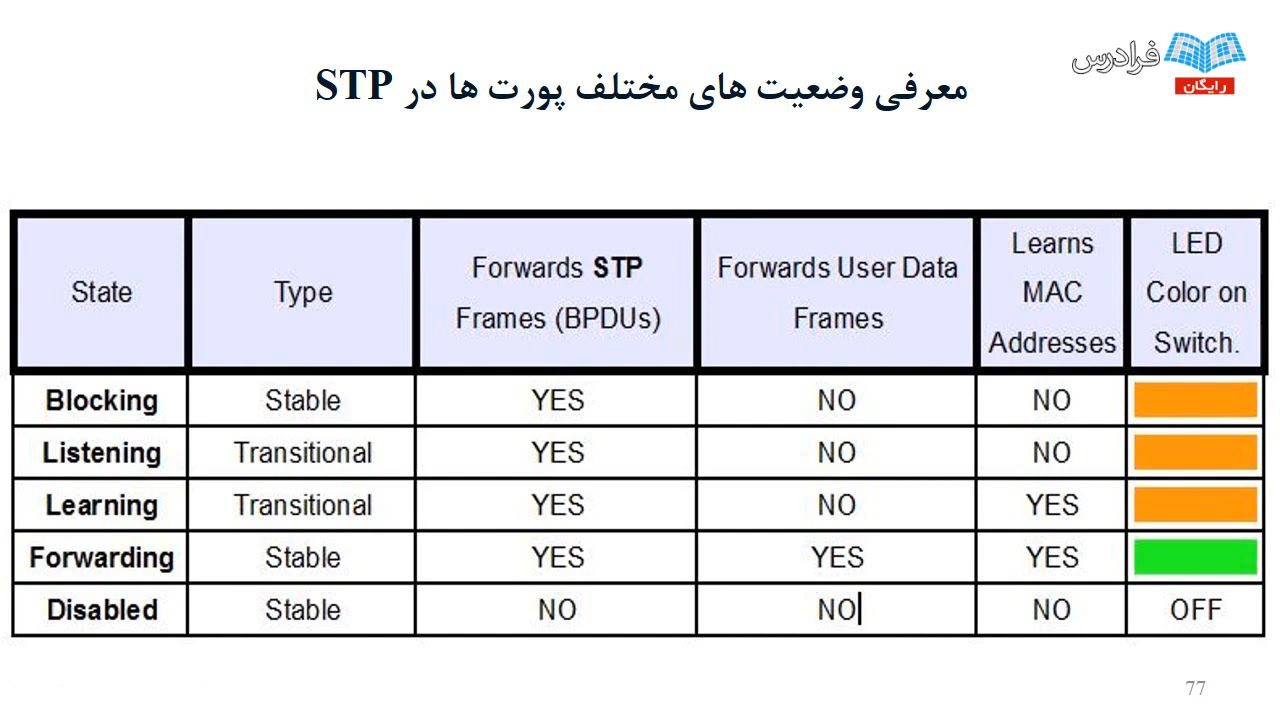 فرادرس
رایگان
معرفی وضعیت های مختلف پورت ها در STP
State Type Forwards STP Frames (BPDUs) Forwards User Data Frames Learns MAC Addresses LED Color on Switch.
Blocking Stable YES NO NO
Listening Transitional YES NO NO
Learning Transitional YES NO YES
Forwarding Stable YES YES YES
Disabled Stable NO NO NO OFF
77